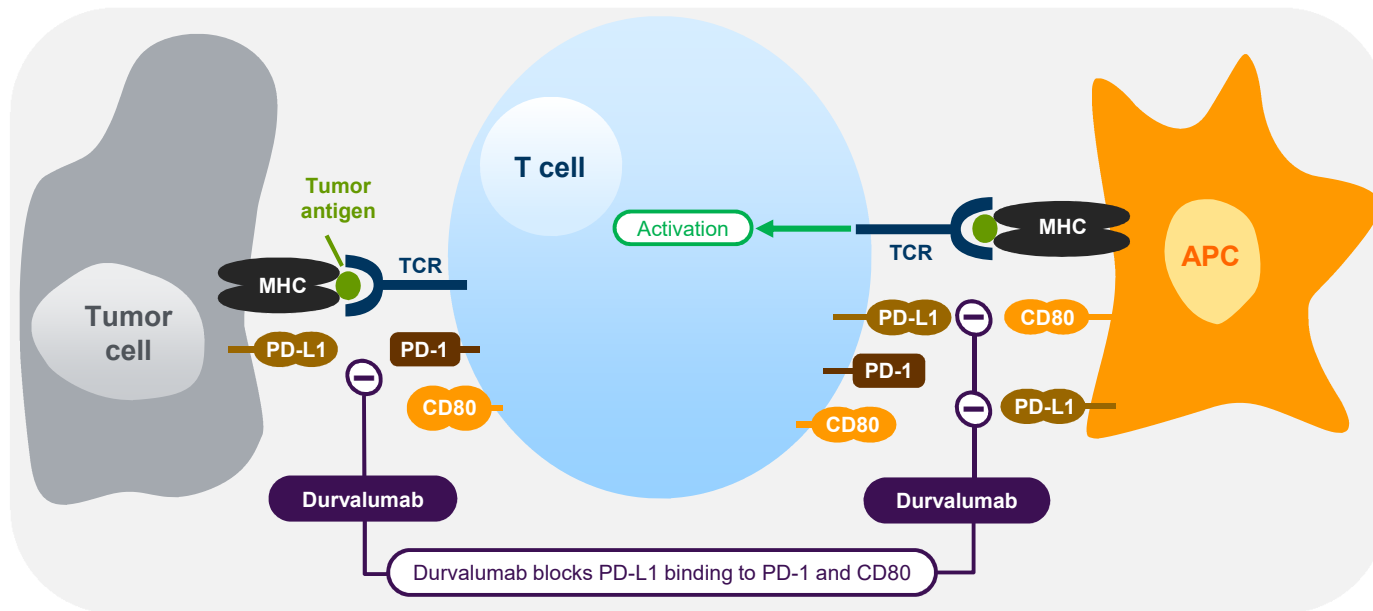 T cell
Tumor
antigen
Activation
MHC
APC
TCR
TCR
MHC
Tumor
cell
PD-L1
CD80
PD-L1
PD-1
PD-1
CD80
PD-L1
CD80
Durvalumab
Durvalumab
Durvalumab blocks PD-L1 binding to PD-1 and CD80